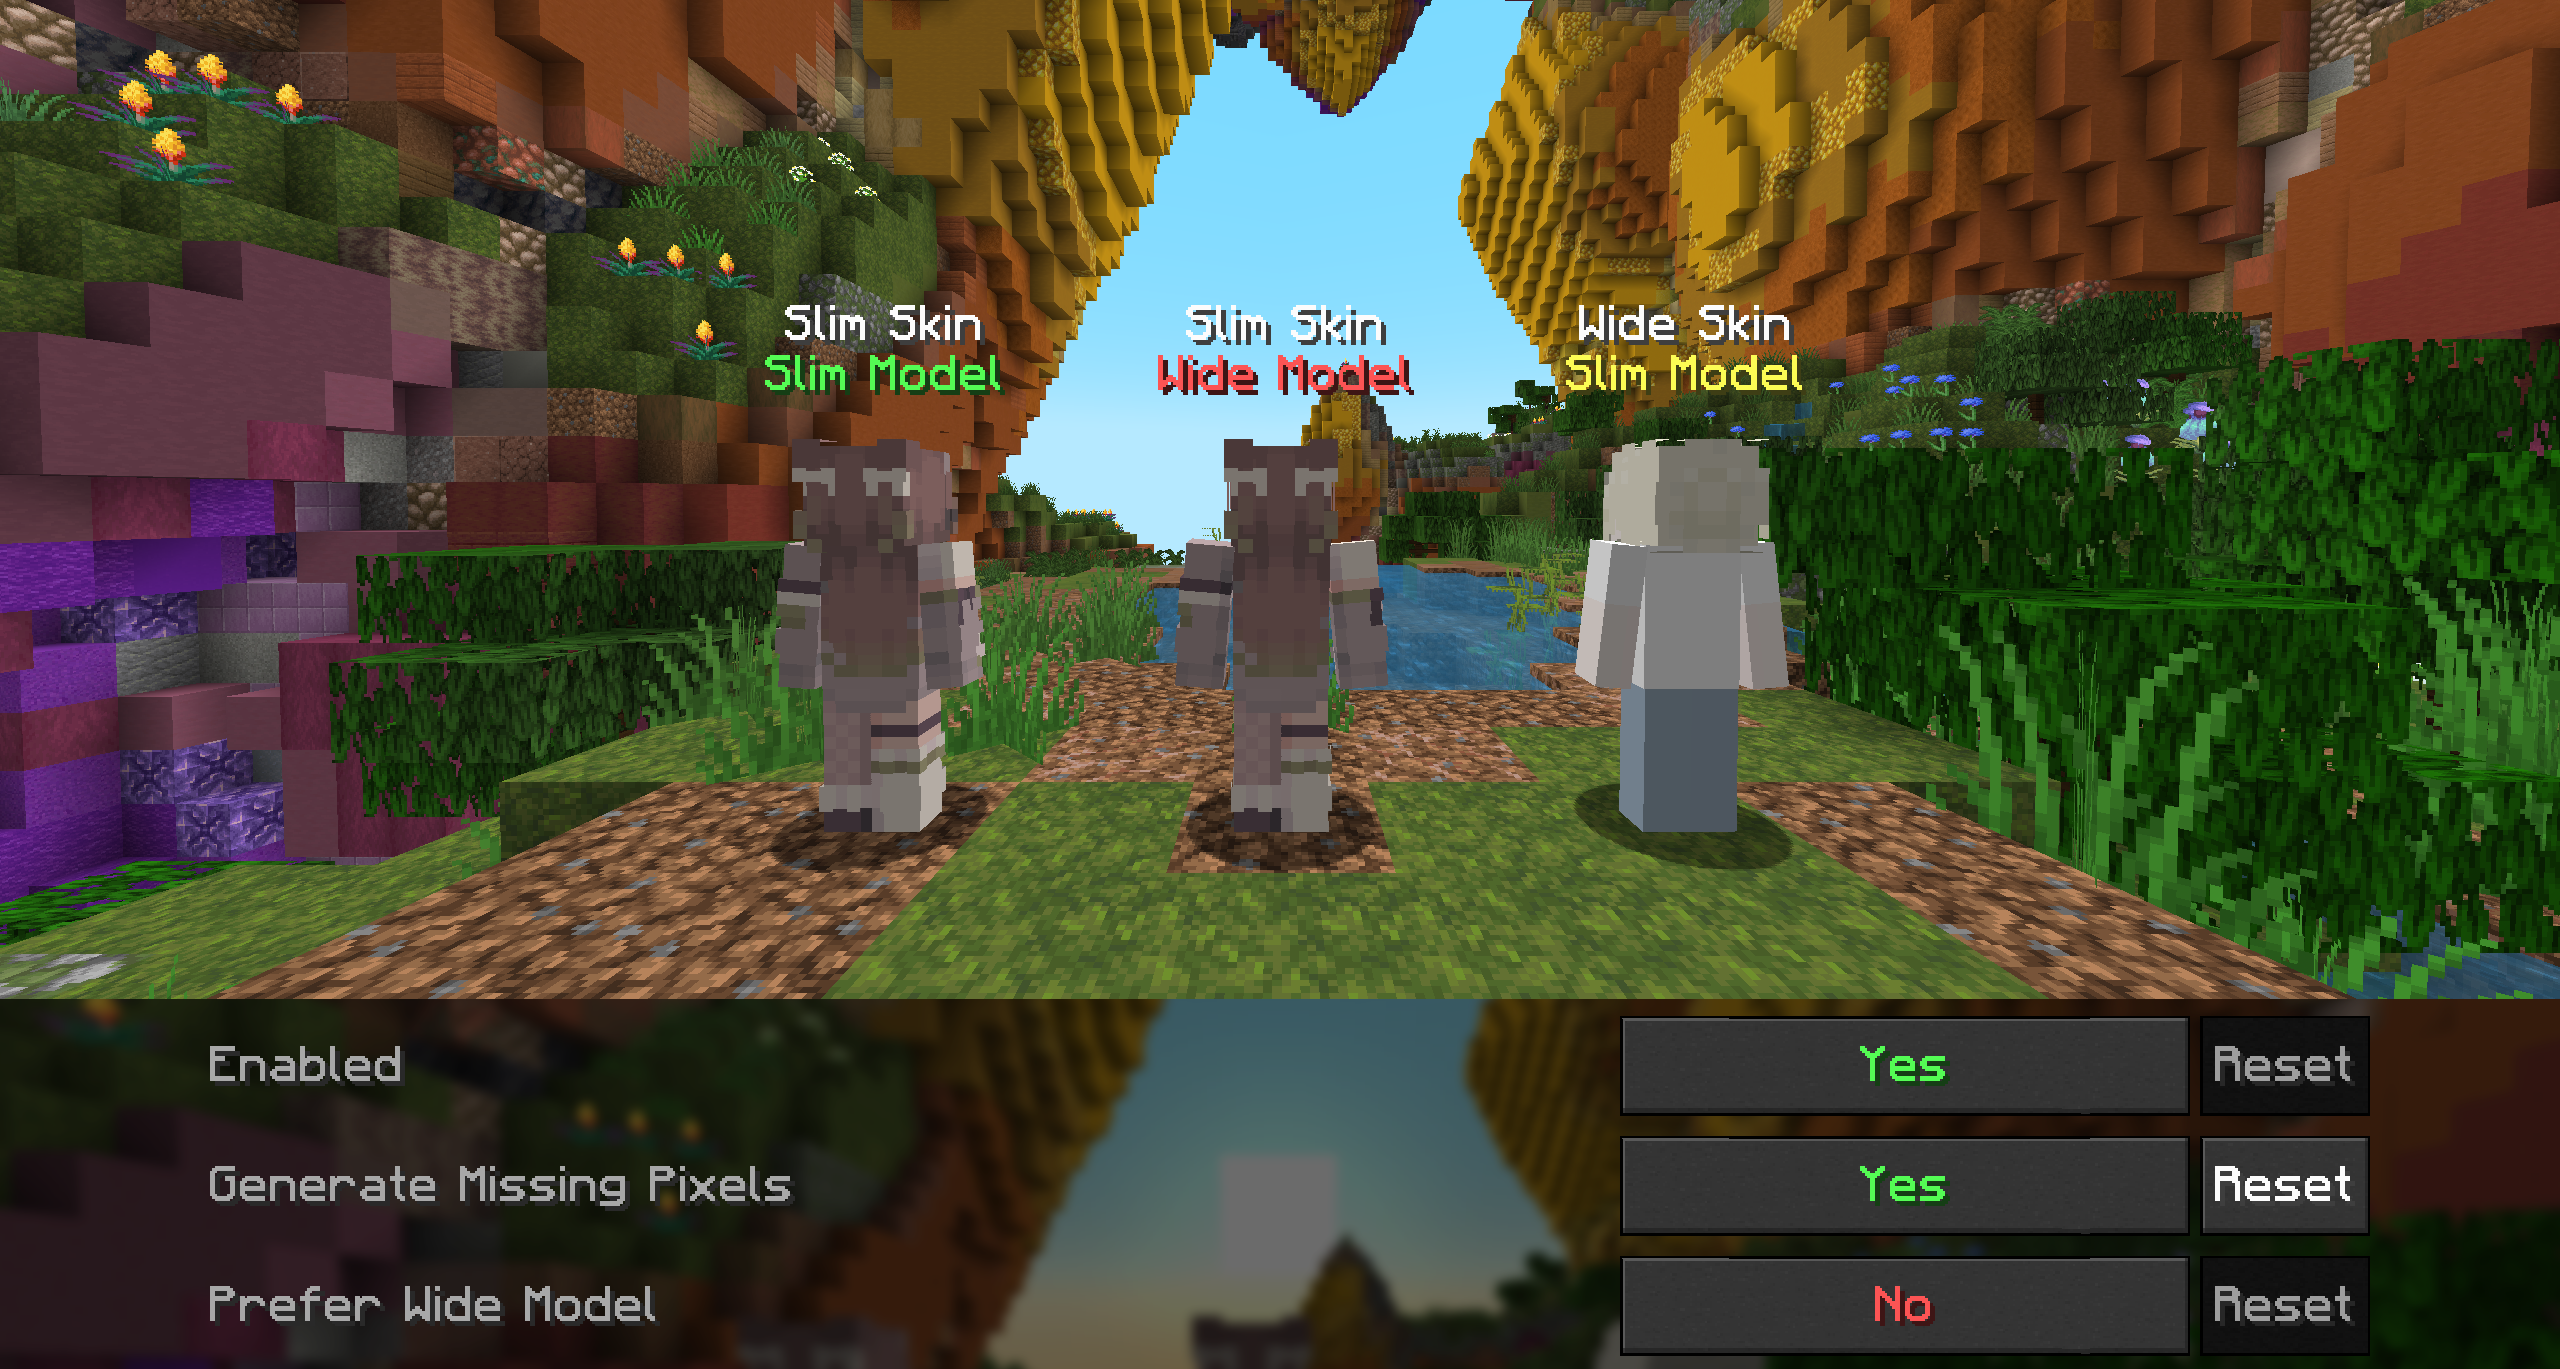 Slim Skin
Slim Model
Slim Skin
Wide Model
Wide Skin
Slim Model
Enabled
Yes
Reset
Generate Missing Pixels
Yes
Reset
Prefer Wide Model
No
Reset